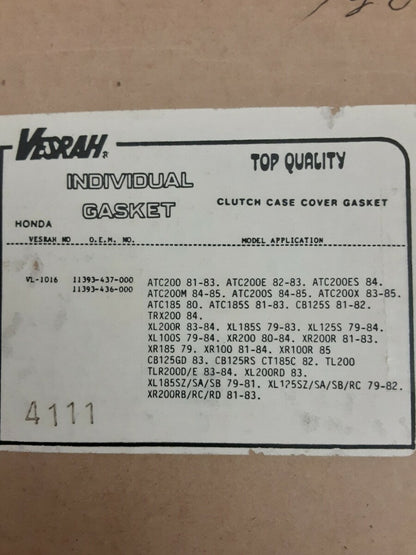 VESRAH®
TOP QUALITY
INDIVIDUAL
GASKET
CLUTCH CASE COVER GASKET
HONDA
VESRAH NO O.E.M. NO. MODEL APPLICATION
VL-1016 11393-437-000 ATC200 81-83. ATC200E 82-83. ATC200ES 84.
11393-436-000 ATC200M 84-85. ATC200S 84-85. ATC200X 83-85.
ATC185 80. ATC185S 81-83. CB125S 81-82.
TRX200 84.
XL200R 83-84. XL185S 79-83. XL125S 79-84.
XL100S 79-84. XR200 80-84. XR200R 81-83.
XR185 79. XR100 81-84. XR100R 85
CB125GD 83. CB125RS CT185C 82. TL200
TLR200D/E 83-84. XL200RD 83.
XL185SZ/SA/SB 79-81. XL125SZ/SA/SB/RC 79-82.
XR200RB/RC/RD 81-83.
4111